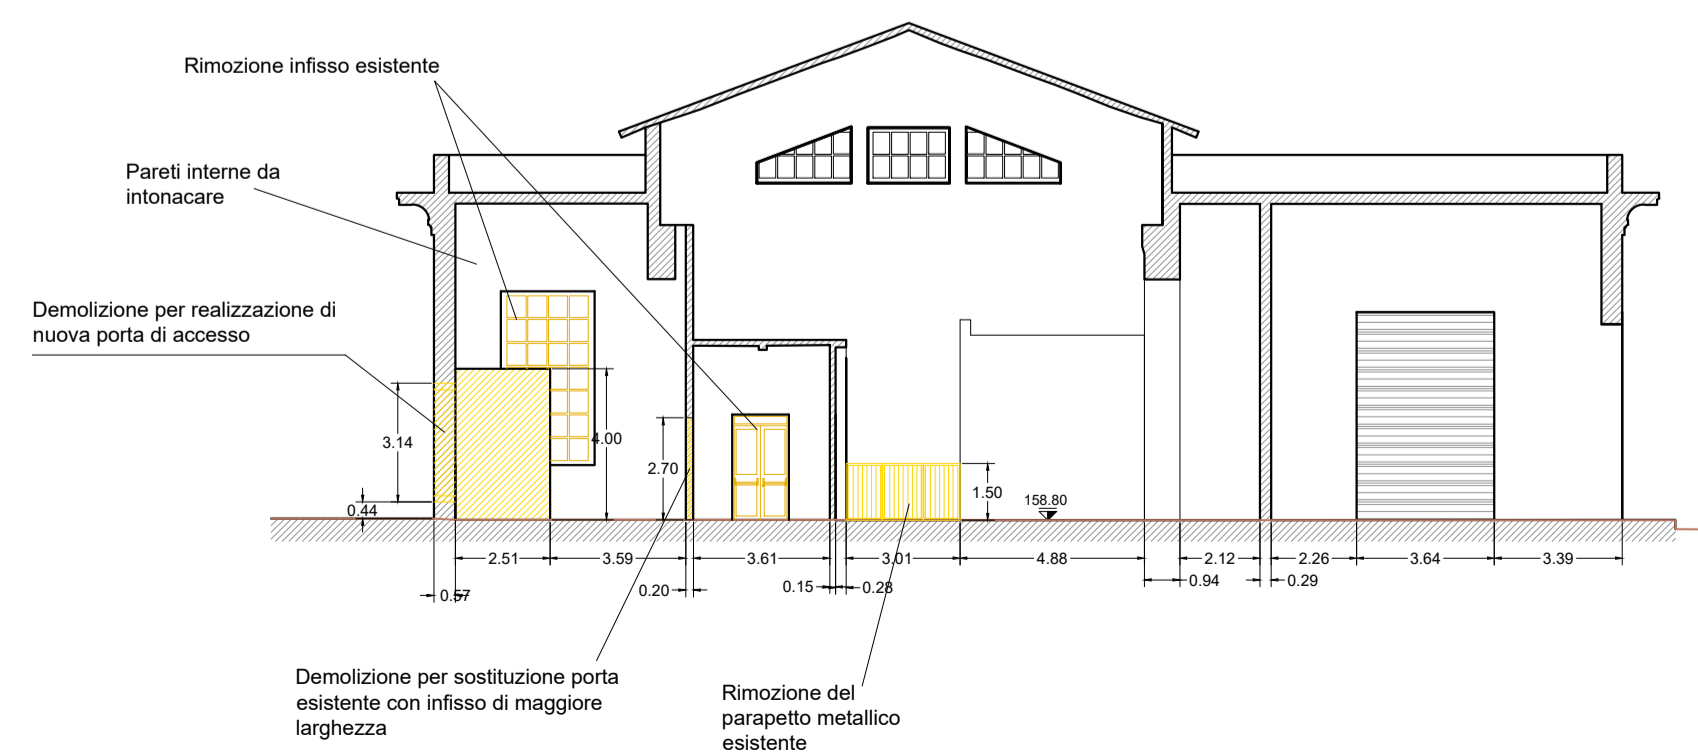 Rimozione infisso esistente
Pareti interne da
intonacare
Demolizione per realizzazione di
nuova porta di accesso
3.14
0.44
4.00
2.70
1.50
158.80
2.51
3.59
3.61
3.01
4.88
2.12
2.26
3.64
3.39
0.57
0.20
0.15
0.28
0.94
0.29
Demolizione per sostituzione porta
esistente con infisso di maggiore
larghezza
Rimozione del
parapetto metallico
esistente